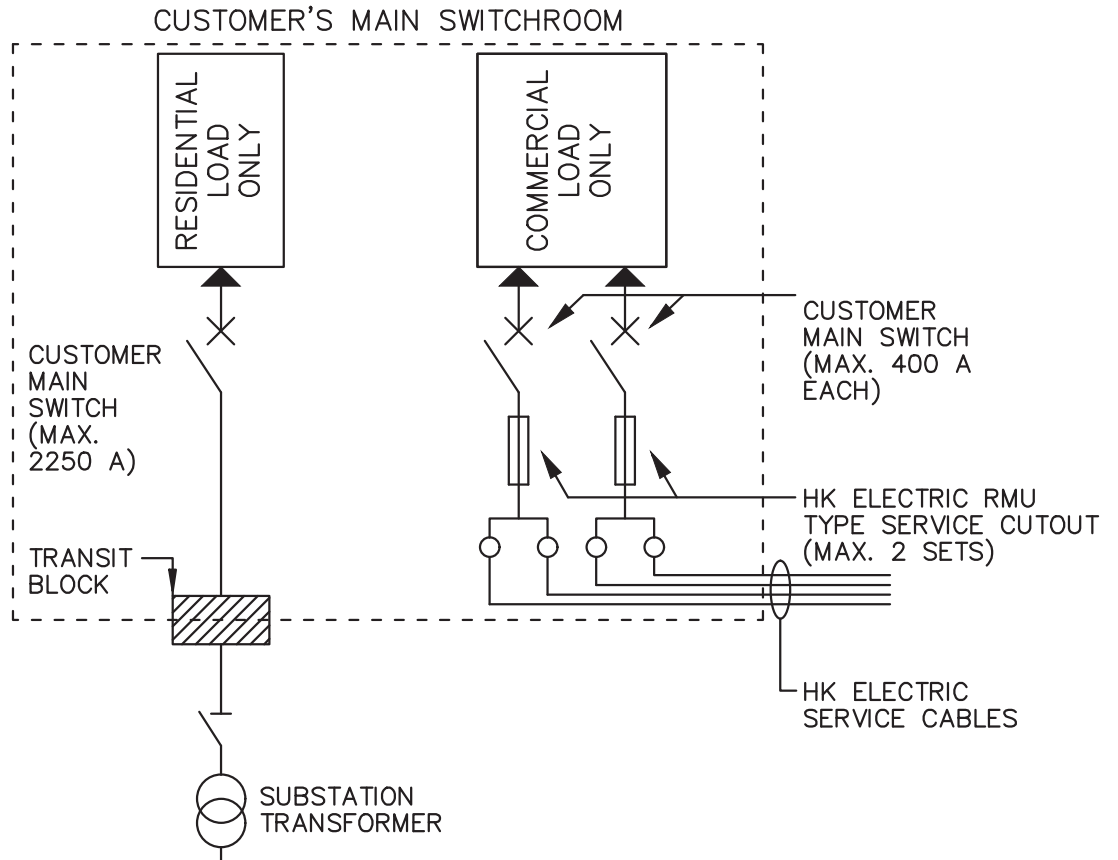 CUSTOMER'S MAIN SWITCHROOM
RESIDENTIAL
LOAD
ONLY
COMMERCIAL
LOAD
ONLY
CUSTOMER
MAIN
SWITCH
(MAX.
2250 A)
CUSTOMER
MAIN SWITCH
(MAX. 400 A
EACH)
HK ELECTRIC RMU
TYPE SERVICE CUTOUT
(MAX. 2 SETS)
TRANSIT
BLOCK
HK ELECTRIC
SERVICE CABLES
SUBSTATION
TRANSFORMER